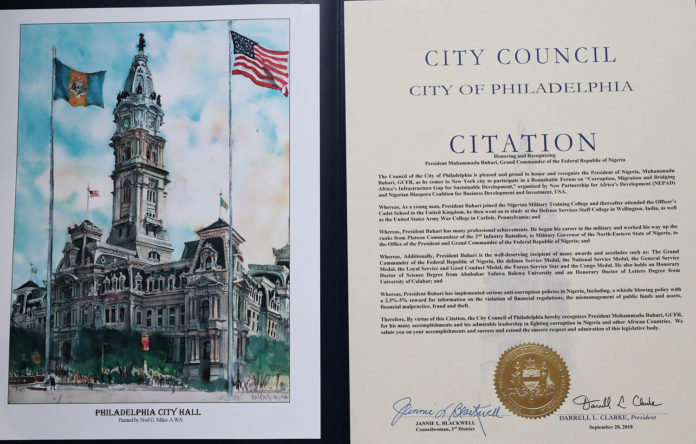 PHILADELPHIA CITY HALL
Painted by Noel G. Miles A.W.S.
CITY COUNCIL
CITY OF PHILADELPHIA
CITATION
Honoring and Recognizing
President Muhammadu Buhari, Grand Commander of the Federal Republic of Nigeria
The Council of the City of Philadelphia is pleased and proud to honor and recognize the President of Nigeria, Muhammadu
Buhari, GCFR, as he comes to New York city to participate in a Roundtable Forum on "Corruption, Migration and Bridging
Africa's Infrastructure Gap for Sustainable Development," organized by New Partnership for Africa's Development (NEPAD)
and Nigerian Diaspora Coalition for Business Development and Investment, USA.
Whereas, As a young man, President Buhari joined the Nigerian Military Training College and thereafter attended the Officer's
Cadet School in the United Kingdom, he then went on to study at the Defense Services Staff College in Wellington, India, as well
as the United States Army War College in Carlisle, Pennsylvania; and
Whereas, President Buhari has many professional achievements. He began his career in the military and worked his way up the
ranks from Platoon Commander of the 2nd Infantry Battalion, to Military Governor of the North-Eastern State of Nigeria, to
the Office of the President and Grand Commander of the Federal Republic of Nigeria; and
Whereas, Additionally, President Buhari is the well-deserving recipient of many awards and accolades such as: The Grand
Commander of the Federal Republic of Nigeria, the defense Service Medal, the National Service Medal, the General Service
Medal, the Loyal Service and Good Conduct Medal, the Forces Service Star and the Congo Medal. He also holds an Honorary
Doctor of Science Degree from Abubakar Tafawa Balewa University and an Honorary Doctor of Letters Degree from
University of Calabar; and
Whereas, President Buhari has implemented serious anti-corruption policies in Nigeria, Including, a whistle blowing policy with
a 2.5%-5% reward for information on the violation of financial regulations, the mismanagement of public funds and assets,
financial malpractice, fraud and theft.
Therefore, By virtue of this Citation, the City Council of Philadelphia hereby recognizes President Muhammadu Buhari, GCFR,
for his many accomplishments and his admirable leadership in fighting corruption in Nigeria and other African Countries. We
salute you on your accomplishments and success and extend the sincere respect and admiration of this legislative body.
Jannie L Blackwell
JANNIE L. BLACKWELL
Councilwoman, 3rd District
Darrell L Clarke
DARRELL L. CLARKE, President
September 28, 2018